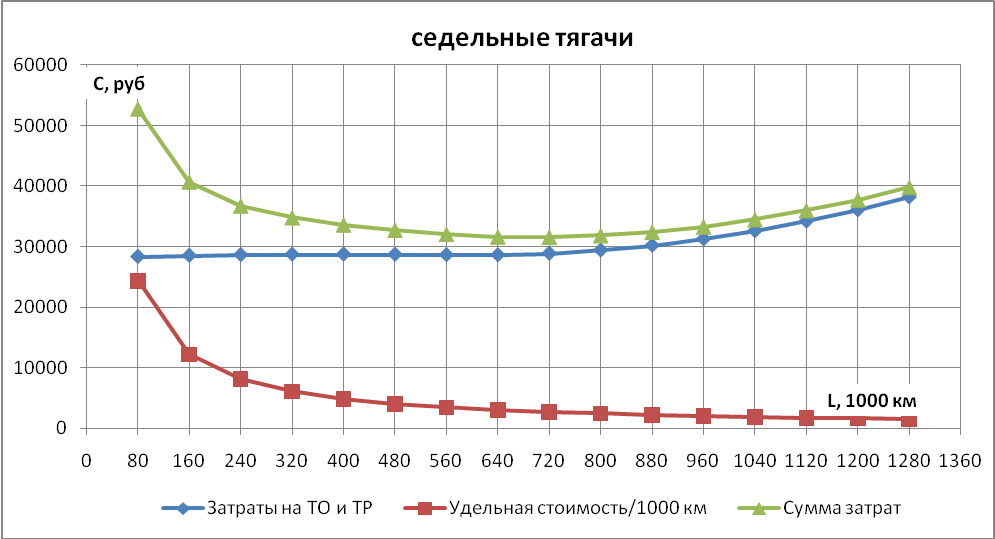 седельные тягачи
60000
С, руб
50000
40000
30000
20000
10000
L, 1000 км
0
0 80 160 240 320 400 480 560 640 720 800 880 960 1040 1120 1200 1280 1360
Затраты на ТО и ТР Удельная стоимость/1000 км Сумма затрат